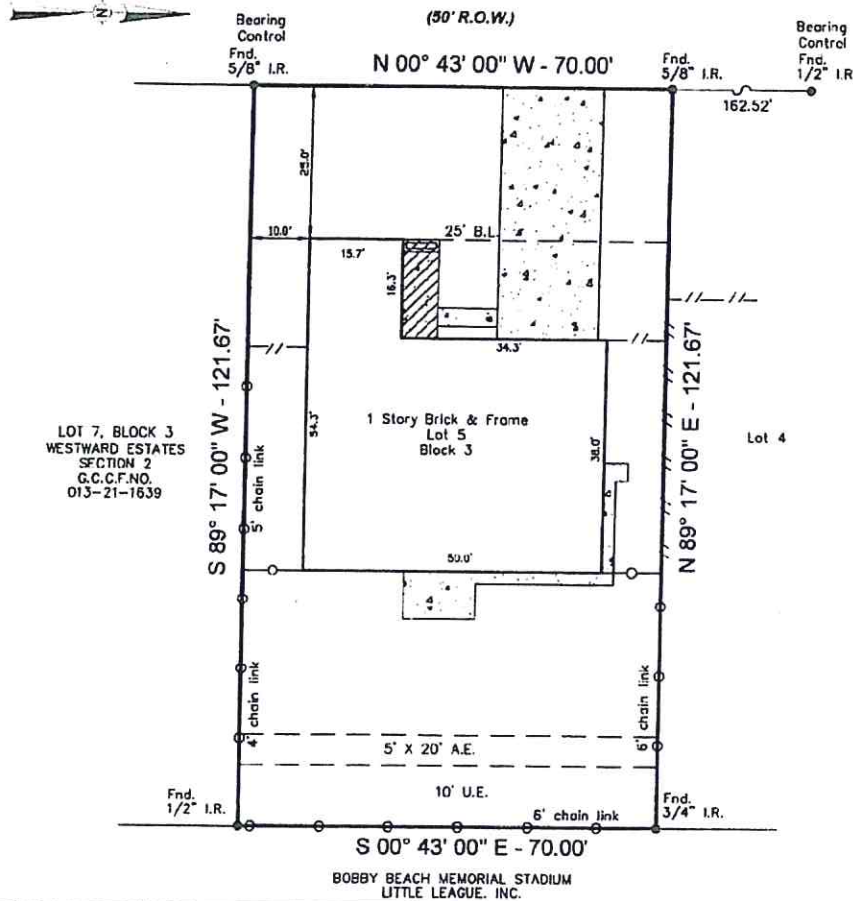 N
(50' R.O.W.)
Bearing
Control
Fnd.
5/8" I.R.
N 00° 43' 00" W - 70.00'
Fnd.
5/8" I.R.
Bearing
Control
Fnd.
1/2" I.R
162.52'
25.0'
10.0'
15.7'
25' B.L.
16.3'
34.3'
S 89° 17' 00" W - 121.67'
N 89° 17' 00" E - 121.67'
LOT 7, BLOCK 3
WESTWARD ESTATES
SECTION 2
G.C.C.F.NO.
013-21-1639
5' chain link
54.3'
1 Story Brick & Frame
Lot 5
Block 3
38.0'
Lot 4
50.0'
4' chain link
6' chain link
5' X 20' A.E.
10' U.E.
Fnd.
1/2" I.R.
6' chain link
Fnd.
3/4" I.R.
S 00° 43' 00" E - 70.00'
BOBBY BEACH MEMORIAL STADIUM
LITTLE LEAGUE, INC.